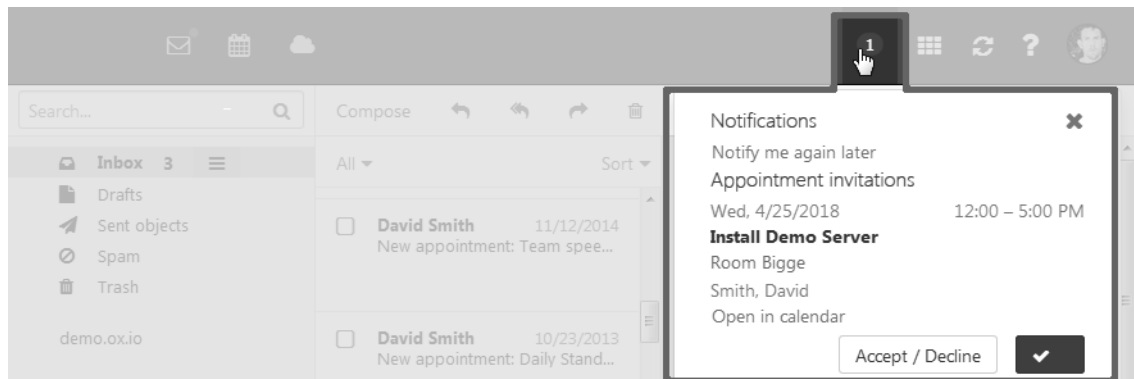 1
?
Search...
Compose
Inbox 3
All
Sort
Drafts
Sent objects
Spam
Trash
demo.ox.io
David Smith 11/12/2014
New appointment: Team spee...
David Smith 10/23/2013
New appointment: Daily Stand...
Notifications
Notify me again later
Appointment invitations
Wed, 4/25/2018 12:00 – 5:00 PM
Install Demo Server
Room Bigge
Smith, David
Open in calendar
Accept / Decline